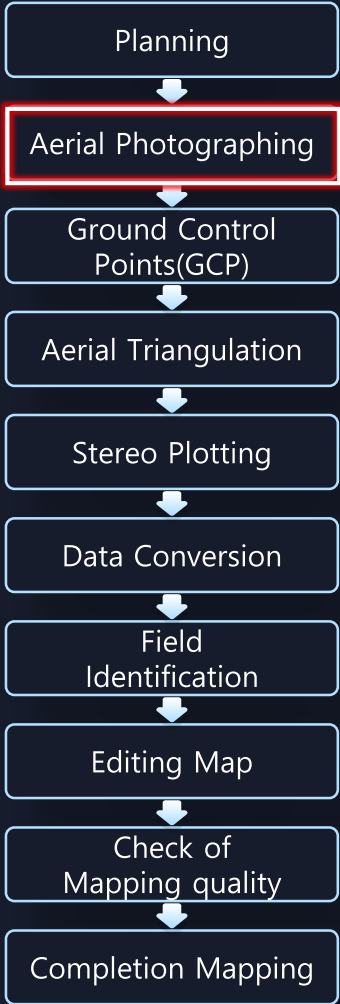 Planning
Aerial Photographing
Ground Control
Points(GCP)
Aerial Triangulation
Stereo Plotting
Data Conversion
Field
Identification
Editing Map
Check of
Mapping quality
Completion Mapping